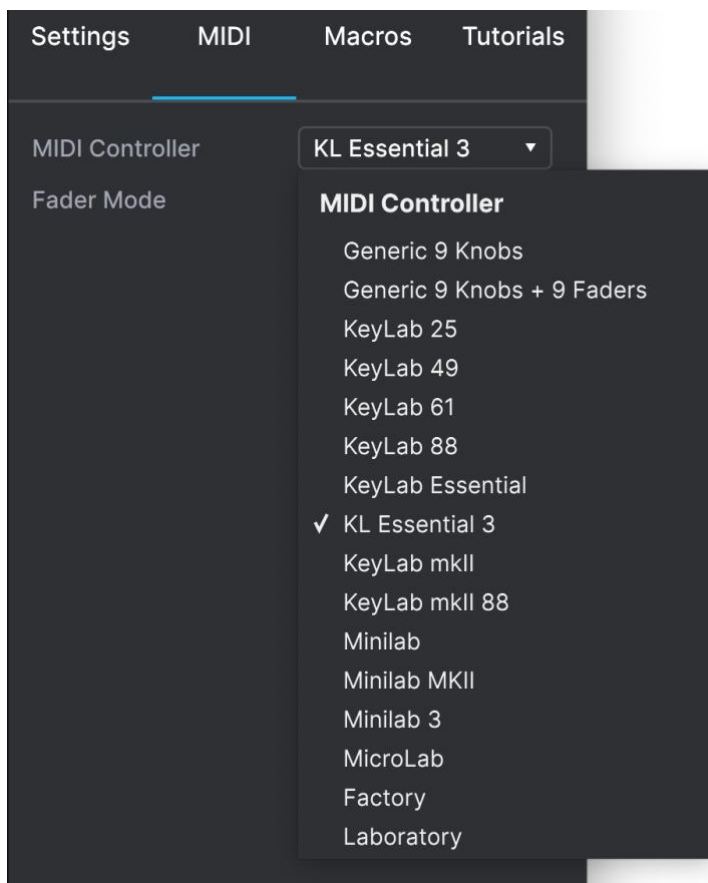 Settings MIDI Macros Tutorials
MIDI Controller KL Essential 3
Fader Mode
MIDI Controller
Generic 9 Knobs
Generic 9 Knobs + 9 Faders
KeyLab 25
KeyLab 49
KeyLab 61
KeyLab 88
KeyLab Essential
✓ KL Essential 3
KeyLab mkII
KeyLab mkII 88
Minilab
Minilab MKII
Minilab 3
MicroLab
Factory
Laboratory